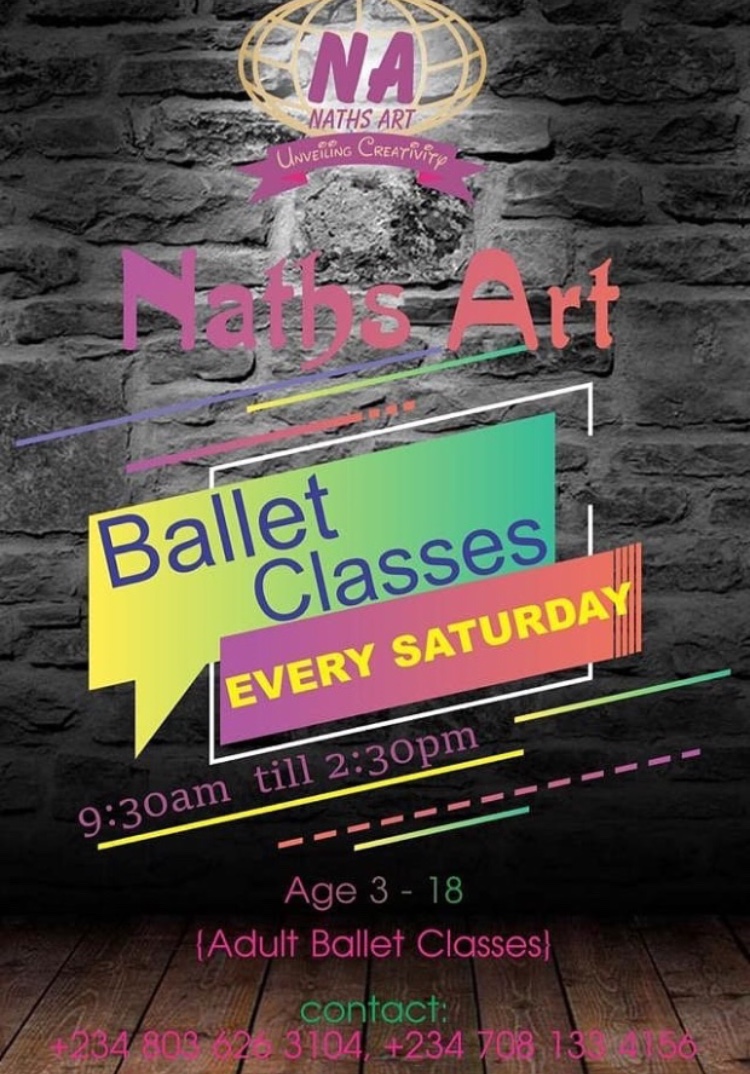 NA
NATHS ART
Unveiling Creativity
Naths Art
Ballet
Classes
EVERY SATURDAY
9:30am till 2:30pm
Age 3 - 18
{Adult Ballet Classes}
contact:
+234 803 626 3104, +234 708 133 4156